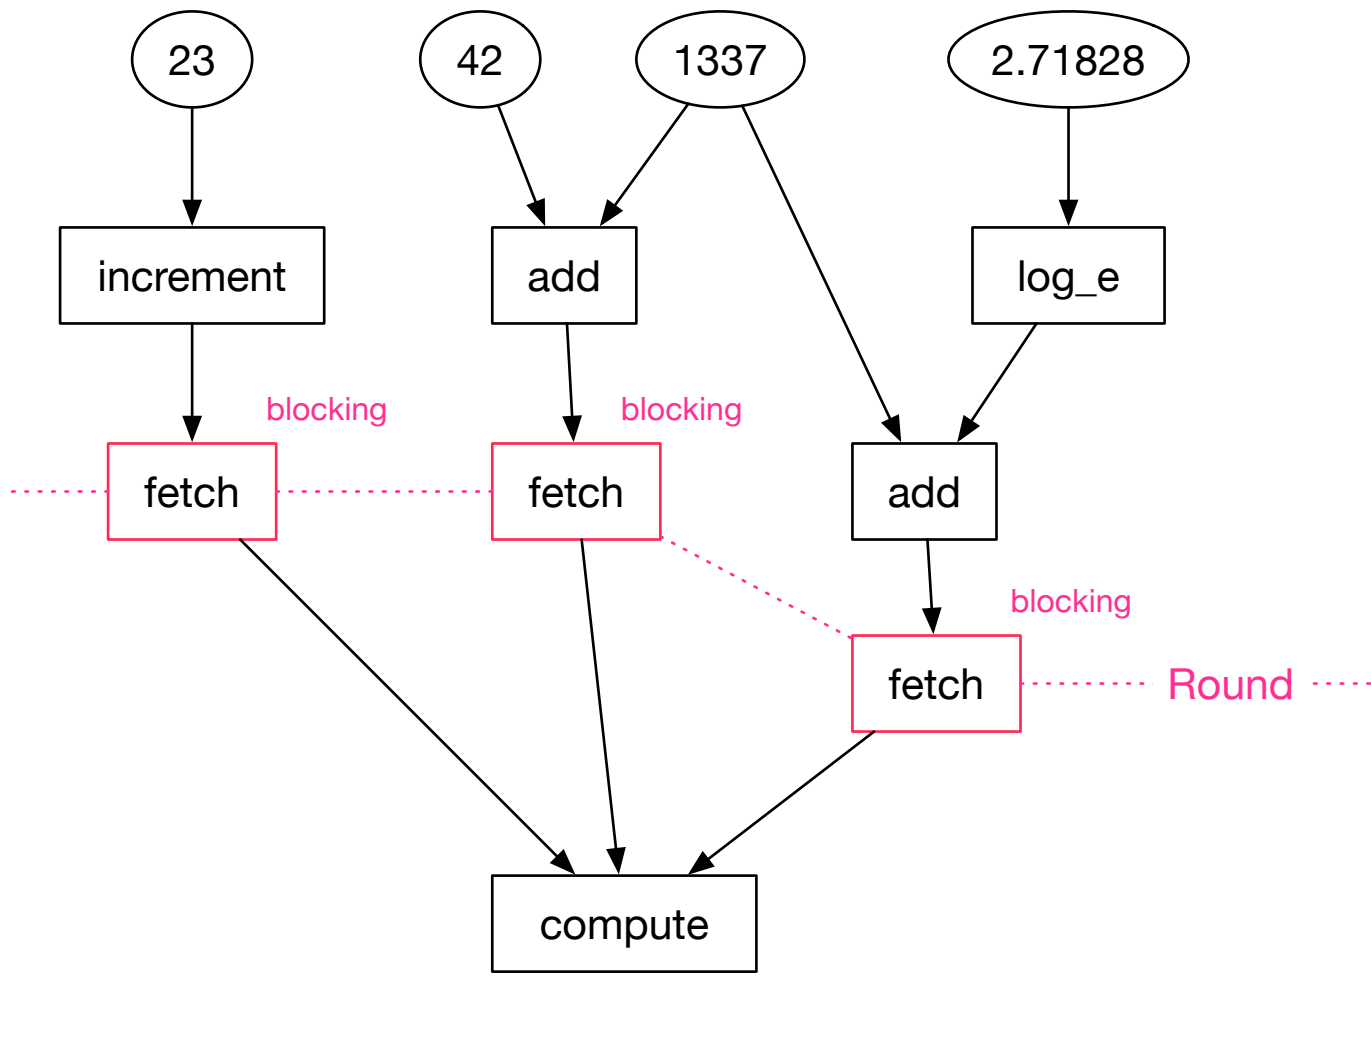 23
42
1337
2.71828
increment
add
log_e
blocking
blocking
fetch
fetch
add
blocking
fetch
Round
compute